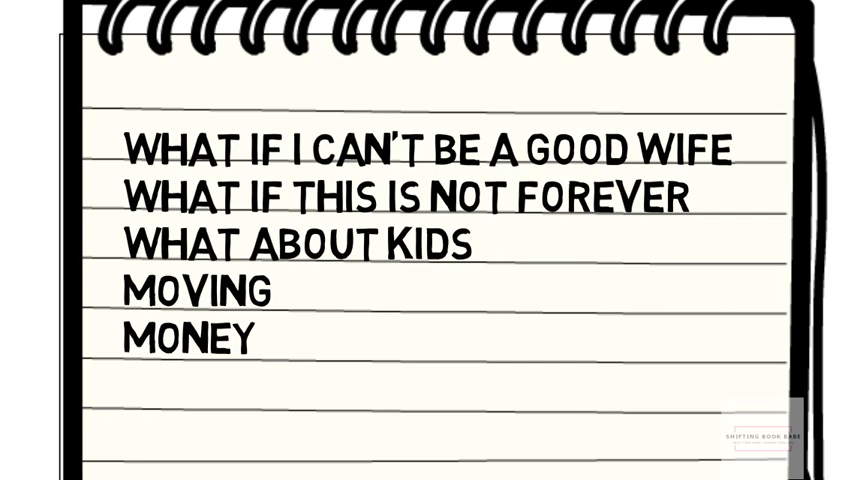 WHAT IF I CAN'T BE A GOOD WIFE
WHAT IF THIS IS NOT FOREVER
WHAT ABOUT KIDS
MOVING
MONEY
SHIFTING BOOK BABE